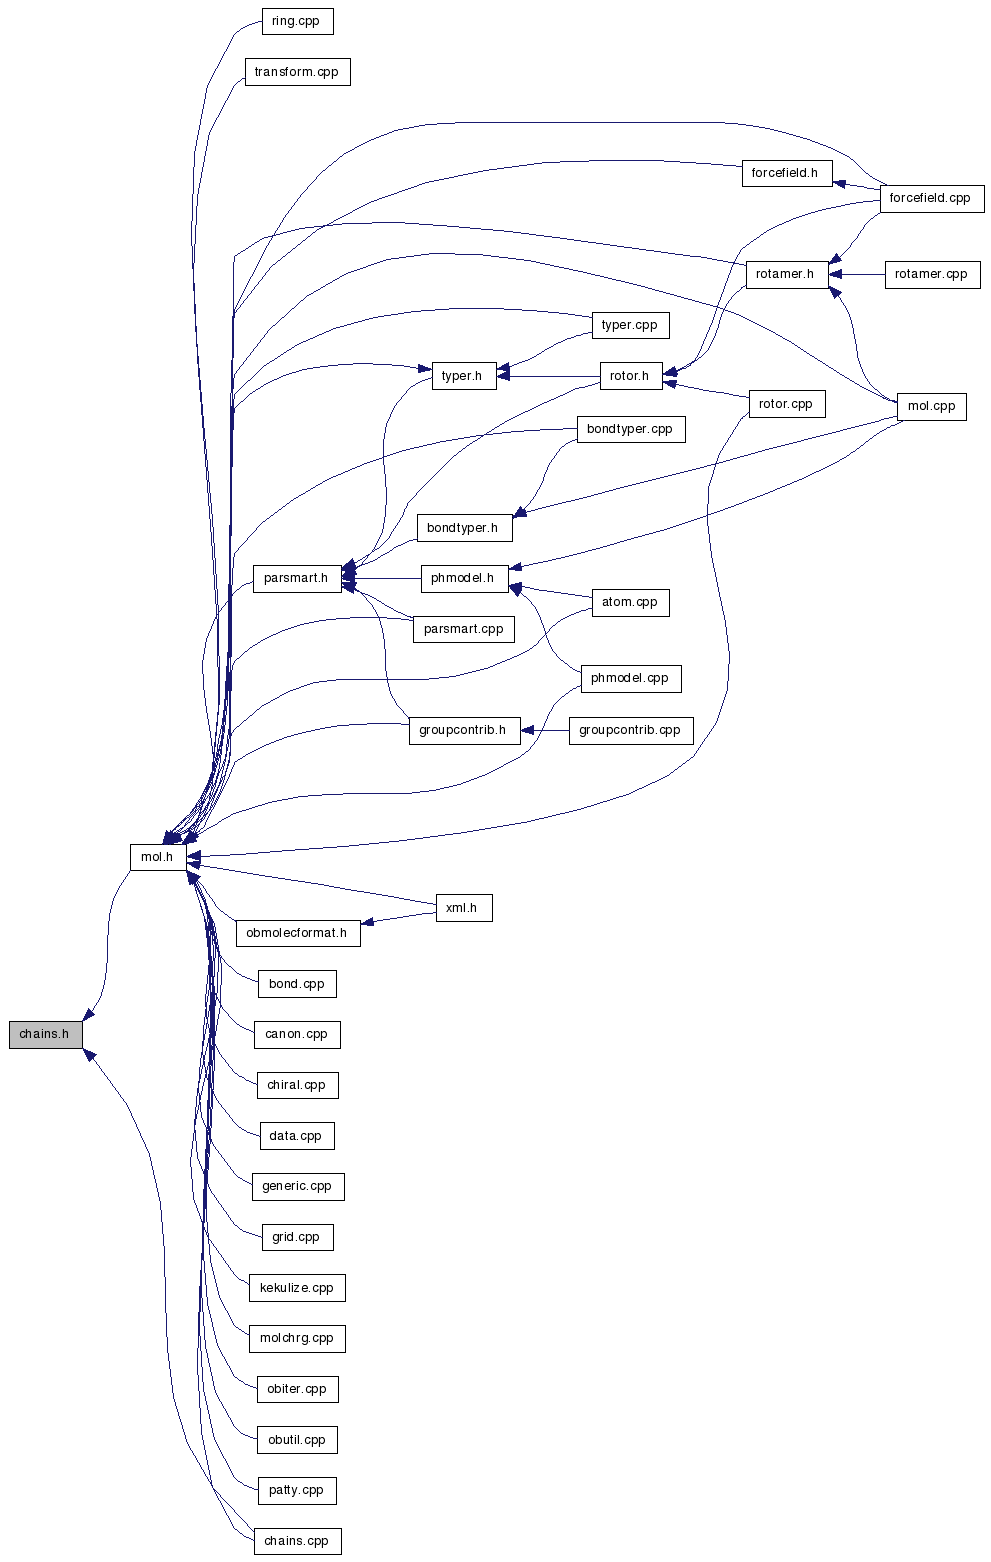 ring.cpp
transform.cpp
forcefield.h
forcefield.cpp
rotamer.h
rotamer.cpp
typer.cpp
typer.h
rotor.h
rotor.cpp
mol.cpp
bondtyper.cpp
bondtyper.h
parsmart.h
phmodel.h
atom.cpp
parsmart.cpp
phmodel.cpp
groupcontrib.h
groupcontrib.cpp
mol.h
xml.h
obmolecformat.h
bond.cpp
chains.h
canon.cpp
chiral.cpp
data.cpp
generic.cpp
grid.cpp
kekulize.cpp
molchrg.cpp
obiter.cpp
obutil.cpp
patty.cpp
chains.cpp